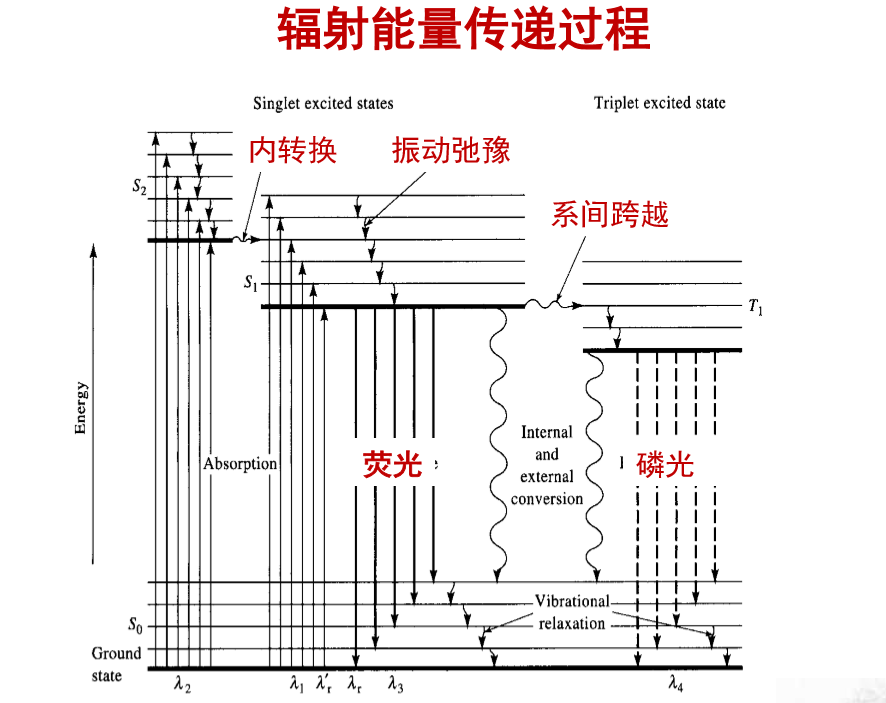 辐射能量传递过程
Singlet excited states
Triplet excited state
内转换
振动弛豫
S2
系间跨越
S1
T1
Energy
Absorption
荧光
Internal
and
external
conversion
磷光
Vibrational
relaxation
S0
Ground
state
λ2
λ1
λ′r
λr
λ3
λ4